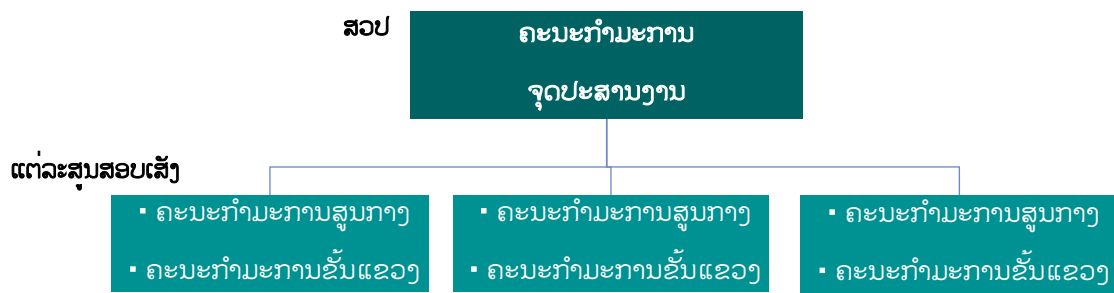 ສວປ
ຄະນະກຳມະການ
ຈຸດປະສານງານ
ແຕ່ລະສູນສອບເສັງ
▪ ຄະນະກຳມະການສູນກາງ
▪ ຄະນະກຳມະການຂັ້ນແຂວງ
▪ ຄະນະກຳມະການສູນກາງ
▪ ຄະນະກຳມະການຂັ້ນແຂວງ
▪ ຄະນະກຳມະການສູນກາງ
▪ ຄະນະກຳມະການຂັ້ນແຂວງ